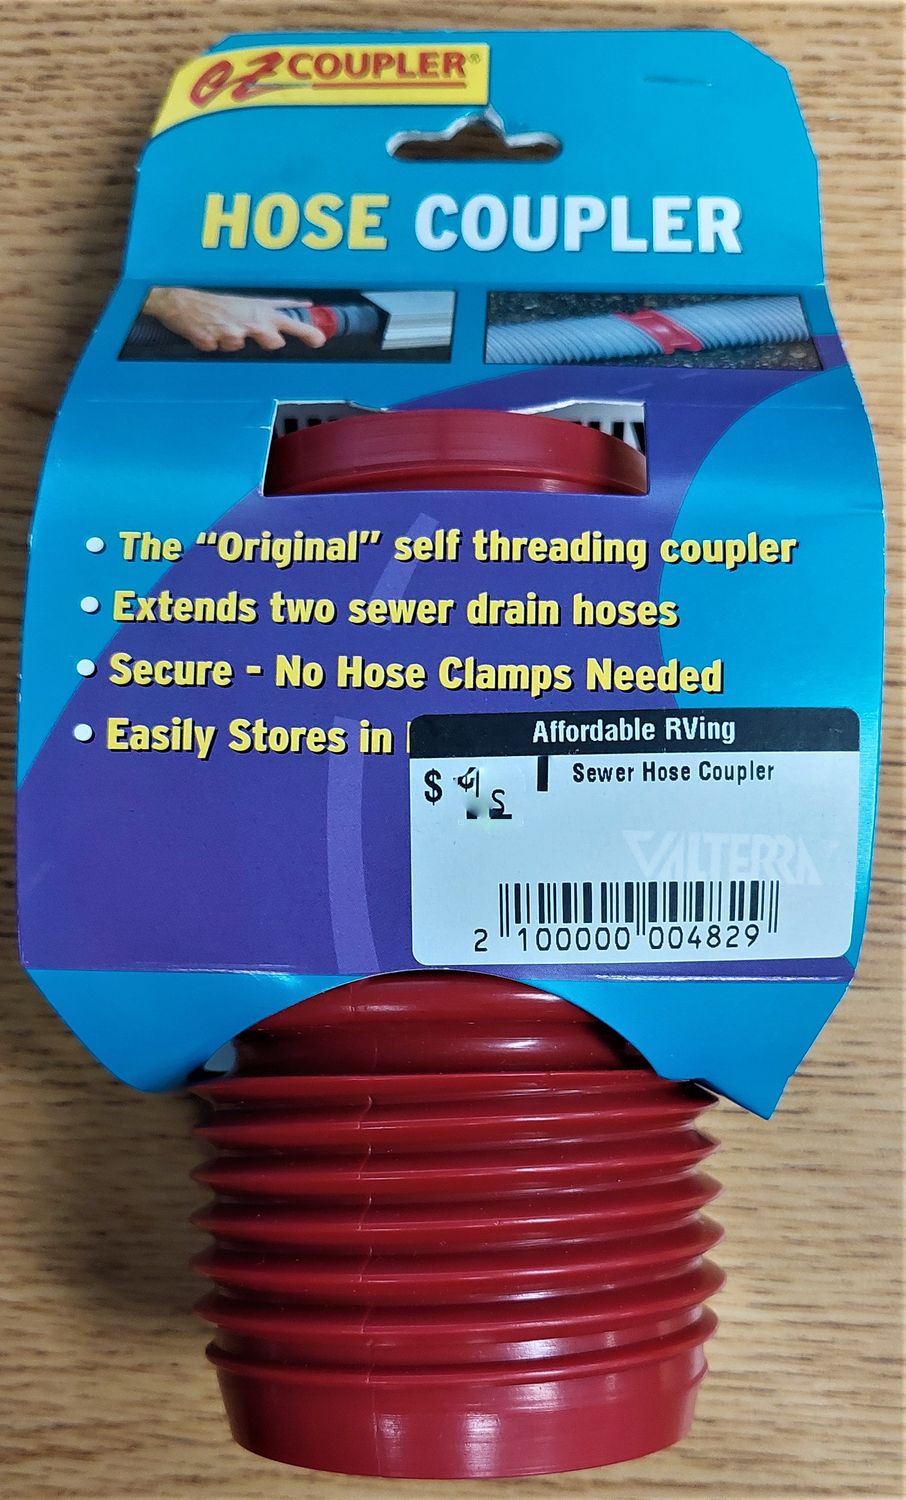 EZ COUPLER®
HOSE COUPLER
• The “Original” self threading coupler
• Extends two sewer drain hoses
• Secure - No Hose Clamps Needed
• Easily Stores in
Affordable RVing
$
Sewer Hose Coupler
VALTERRA
2 100000 004829